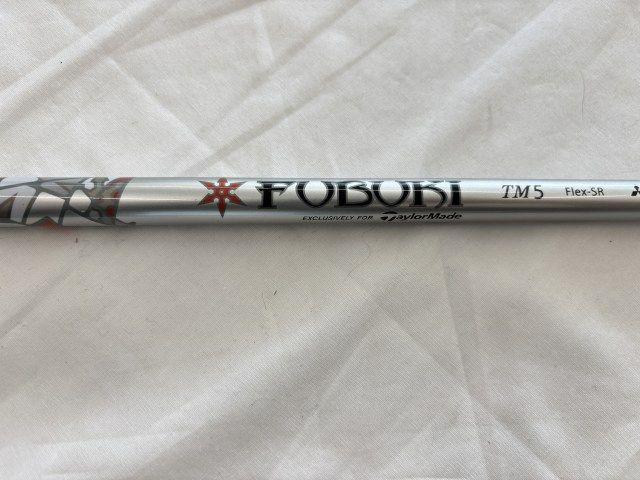 FUBUKI TM5 Flex-SR
EXCLUSIVELY FOR TaylorMade